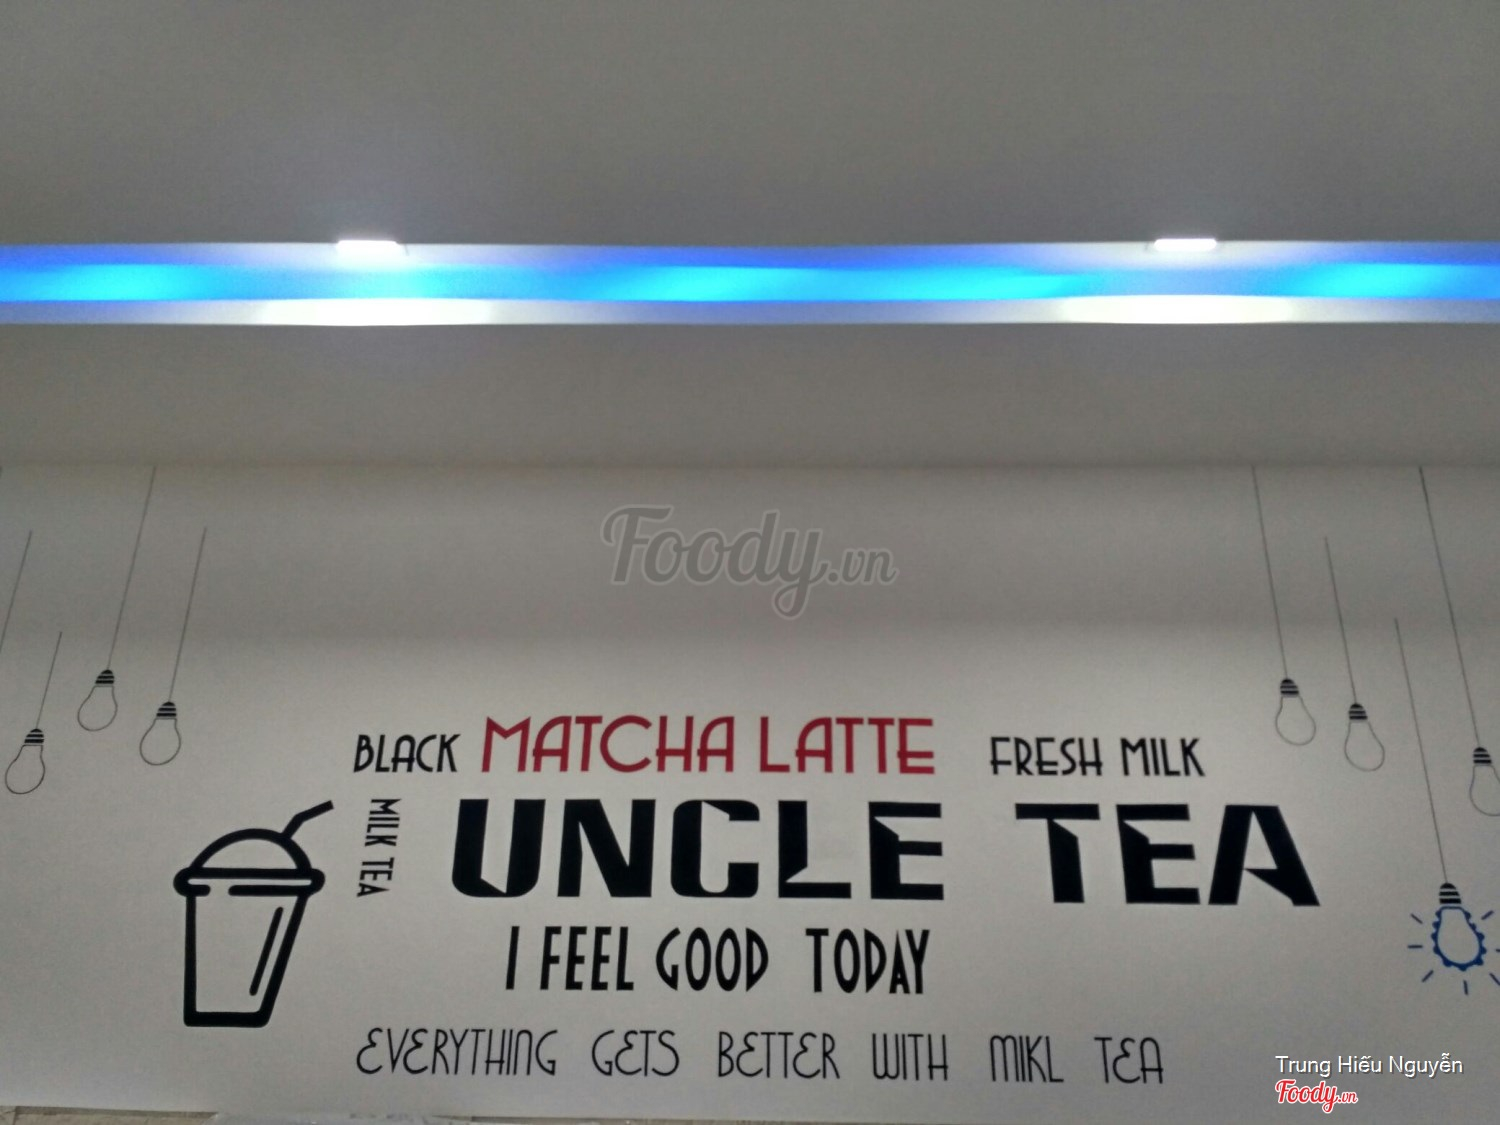 Foody.vn
BLACK MATCHA LATTE FRESH MILK
MILK TEA
UNCLE TEA
I FEEL GOOD TODAY
EVERYTHING GETS BETTER WITH MIKL TEA
Trung Hiếu Nguyễn
Foody.vn